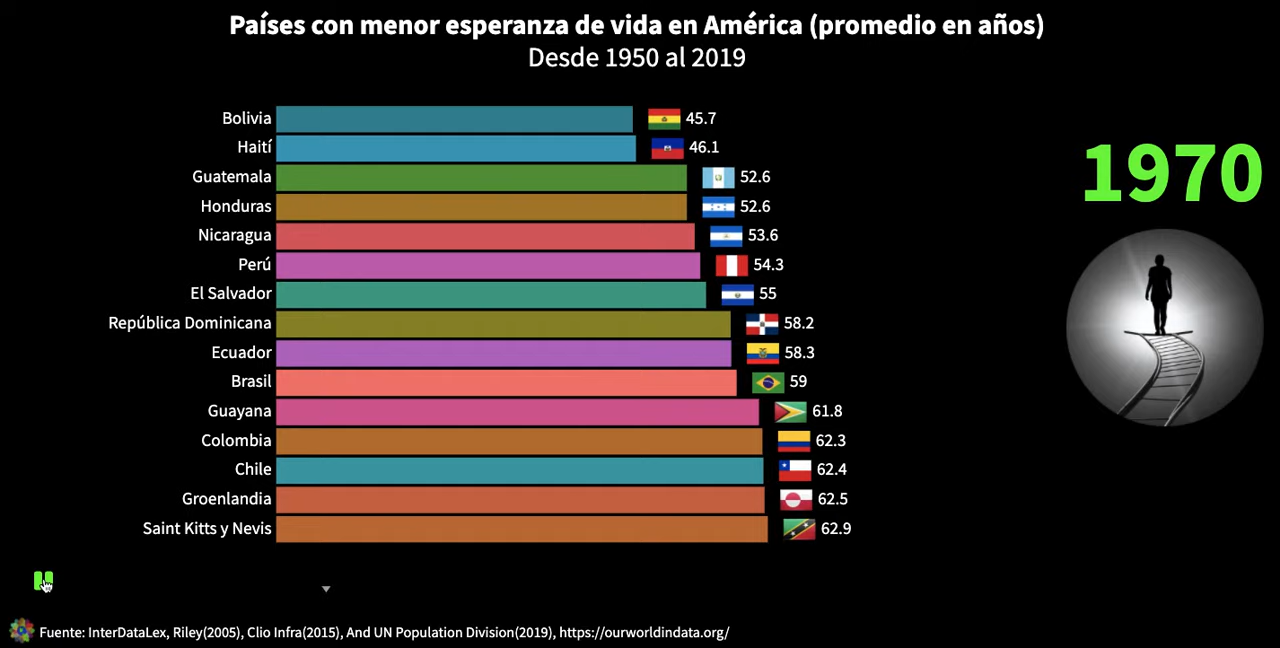 Países con menor esperanza de vida en América (promedio en años)
Desde 1950 al 2019
Bolivia 45.7
Haití 46.1
1970
Guatemala 52.6
Honduras 52.6
Nicaragua 53.6
Perú 54.3
El Salvador 55
República Dominicana 58.2
Ecuador 58.3
Brasil 59
Guayana 61.8
Colombia 62.3
Chile 62.4
Groenlandia 62.5
Saint Kitts y Nevis 62.9
Fuente: InterDataLex, Riley(2005), Clio Infra(2015), And UN Population Division(2019), https://ourworldindata.org/